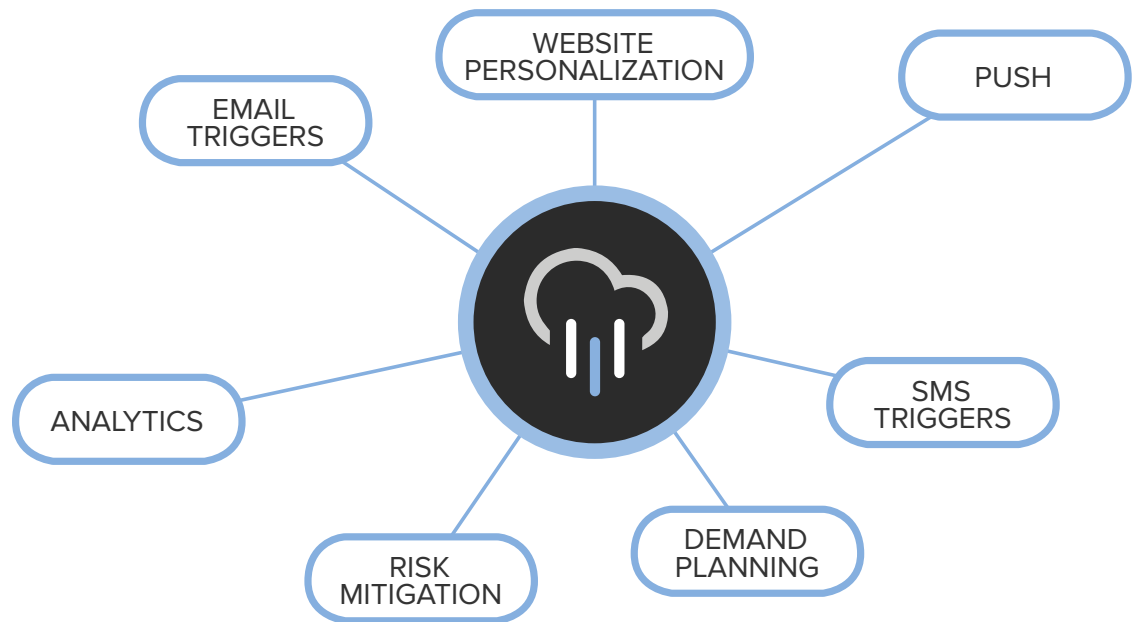 WEBSITE
PERSONALIZATION
PUSH
EMAIL
TRIGGERS
SMS
TRIGGERS
ANALYTICS
DEMAND
PLANNING
RISK
MITIGATION